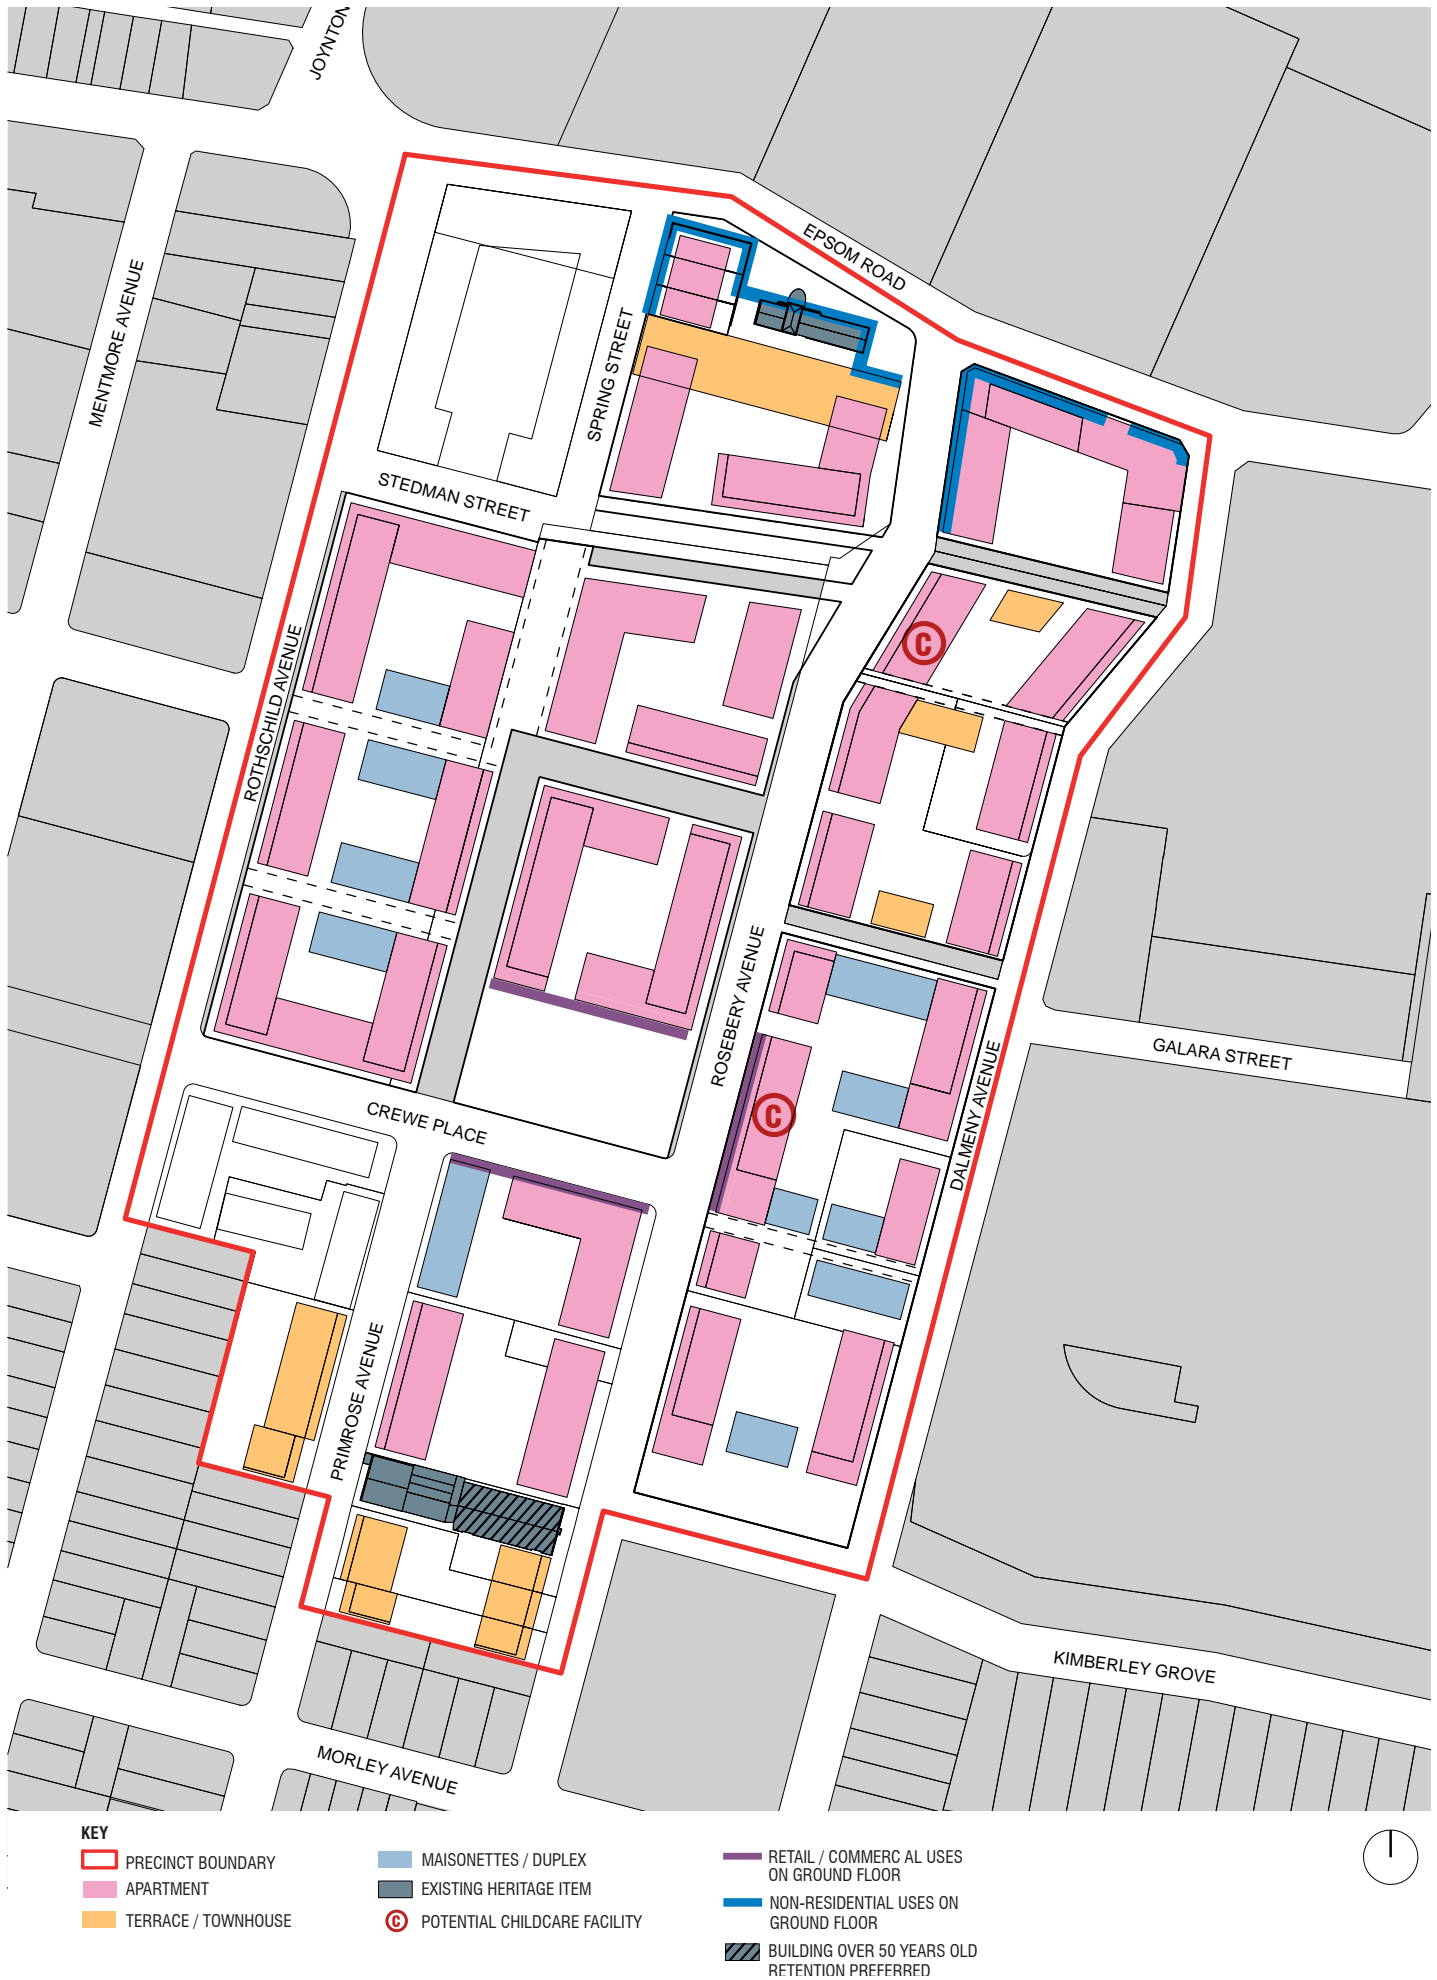 JOYNTON
EPSOM ROAD
MENTMORE AVENUE
SPRING STREET
STEDMAN STREET
ROTHSCHILD AVENUE
ROSEBERY AVENUE
GALARA STREET
DALMENY AVENUE
CREWE PLACE
PRIMROSE AVENUE
KIMBERLEY GROVE
MORLEY AVENUE
C
C
KEY
PRECINCT BOUNDARY
APARTMENT
TERRACE / TOWNHOUSE
MAISONETTES / DUPLEX
EXISTING HERITAGE ITEM
C POTENTIAL CHILDCARE FACILITY
RETAIL / COMMERC AL USES
ON GROUND FLOOR
NON-RESIDENTIAL USES ON
GROUND FLOOR
BUILDING OVER 50 YEARS OLD
RETENTION PREFERRED